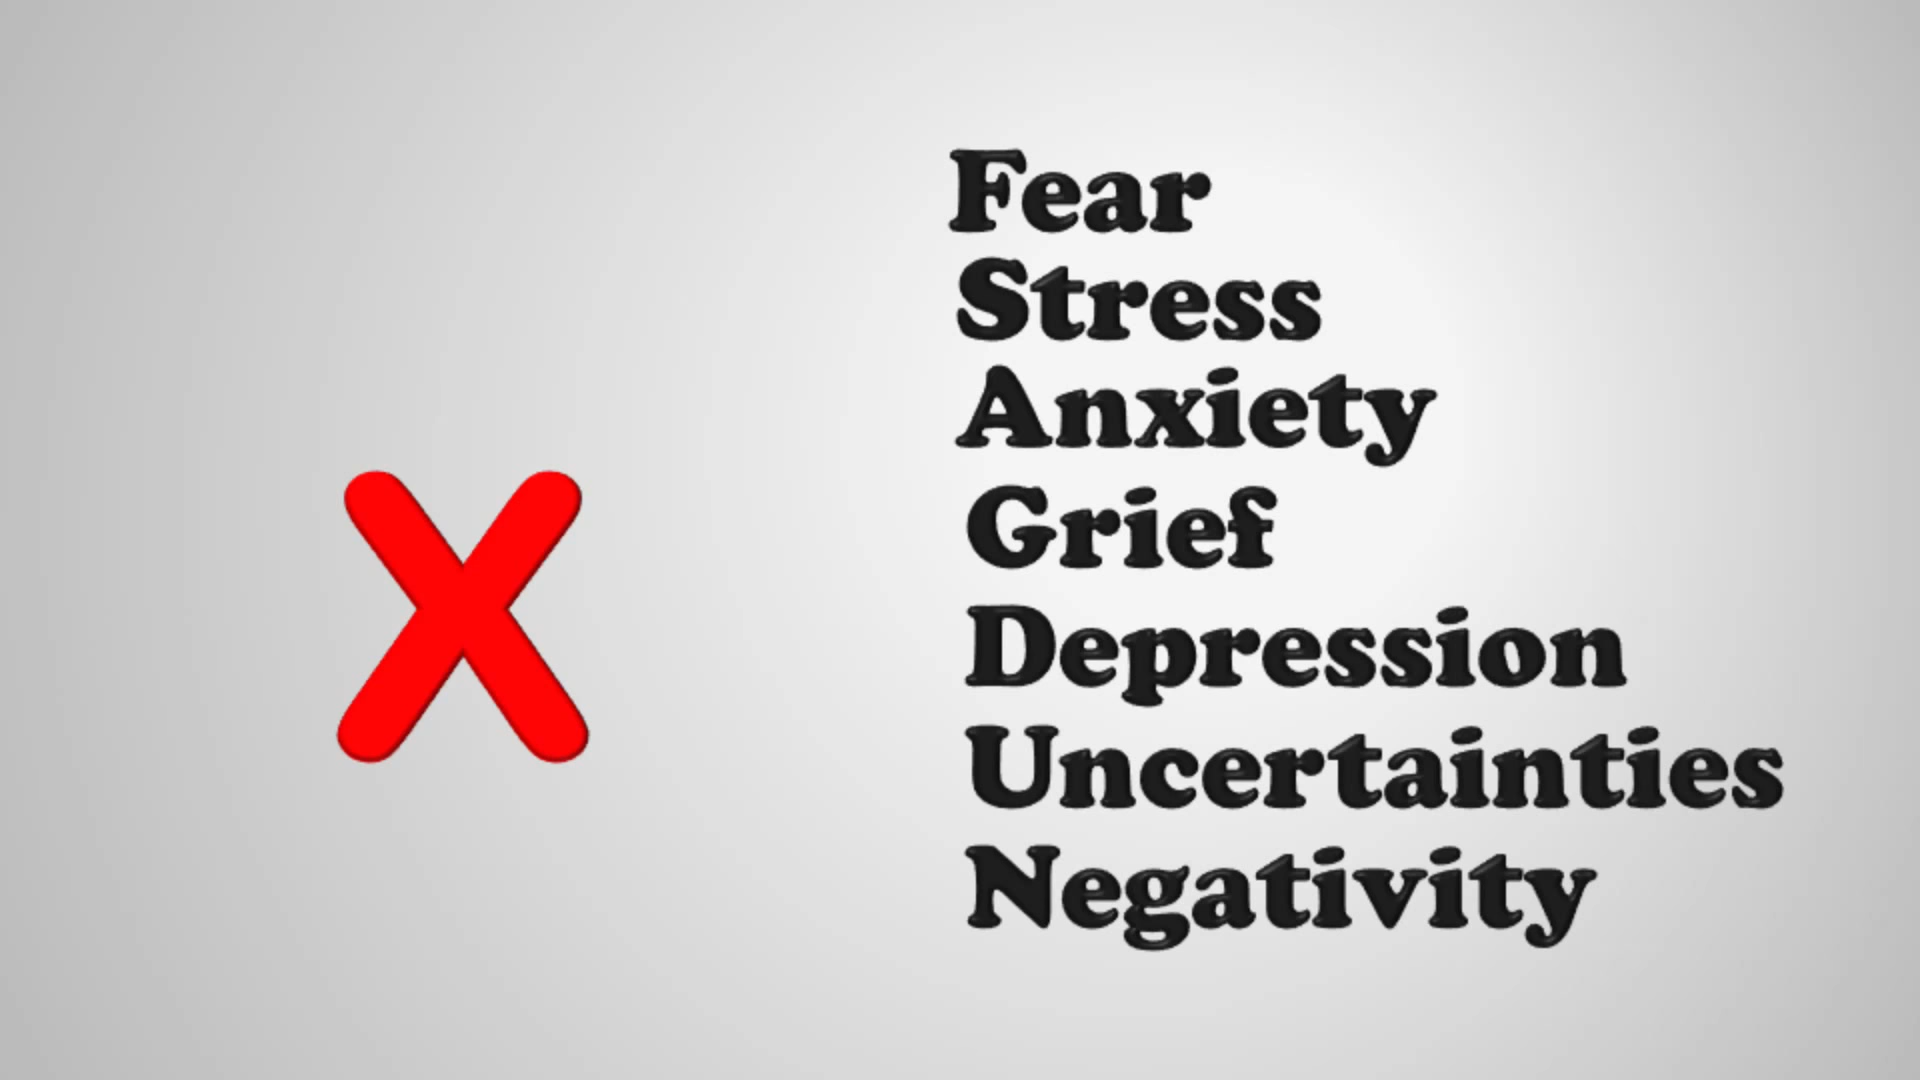 Fear
Stress
Anxiety
Grief
Depression
Uncertainties
Negativity